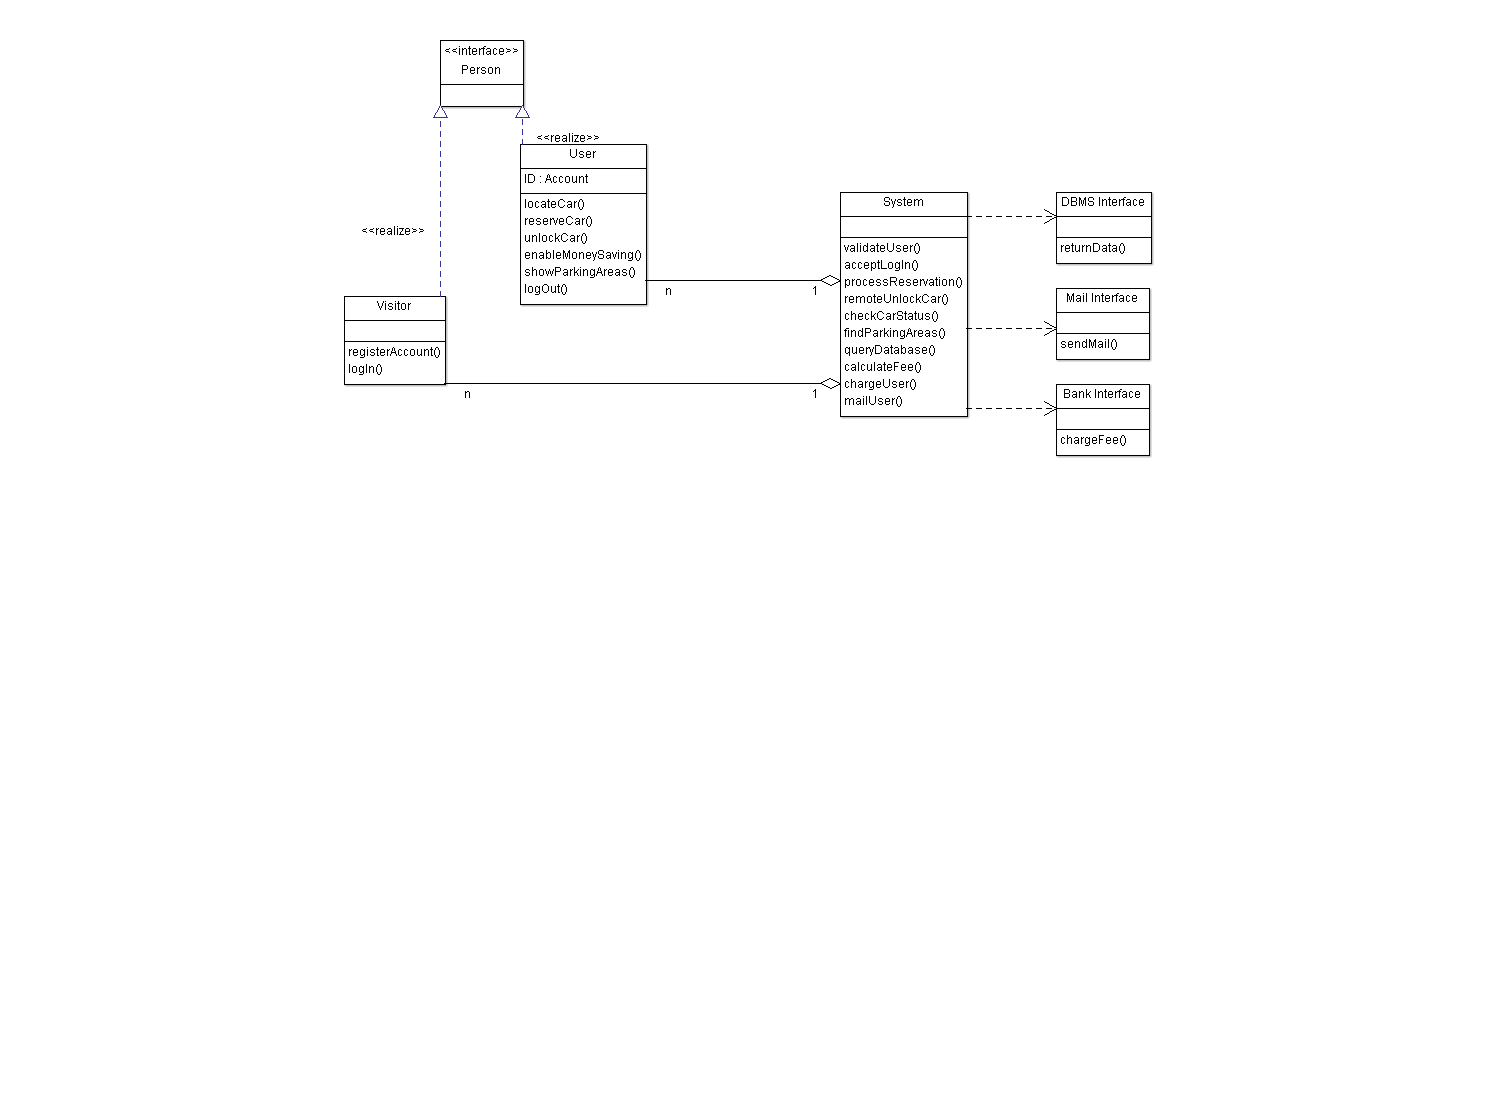 <<interface>>
Person
<<realize>>
User
ID : Account
locateCar()
reserveCar()
unlockCar()
enableMoneySaving()
showParkingAreas()
logOut()
<<realize>>
Visitor
registerAccount()
logIn()
n
1
n
1
System
validateUser()
acceptLogIn()
processReservation()
remoteUnlockCar()
checkCarStatus()
findParkingAreas()
queryDatabase()
calculateFee()
chargeUser()
mailUser()
DBMS Interface
returnData()
Mail Interface
sendMail()
Bank Interface
chargeFee()